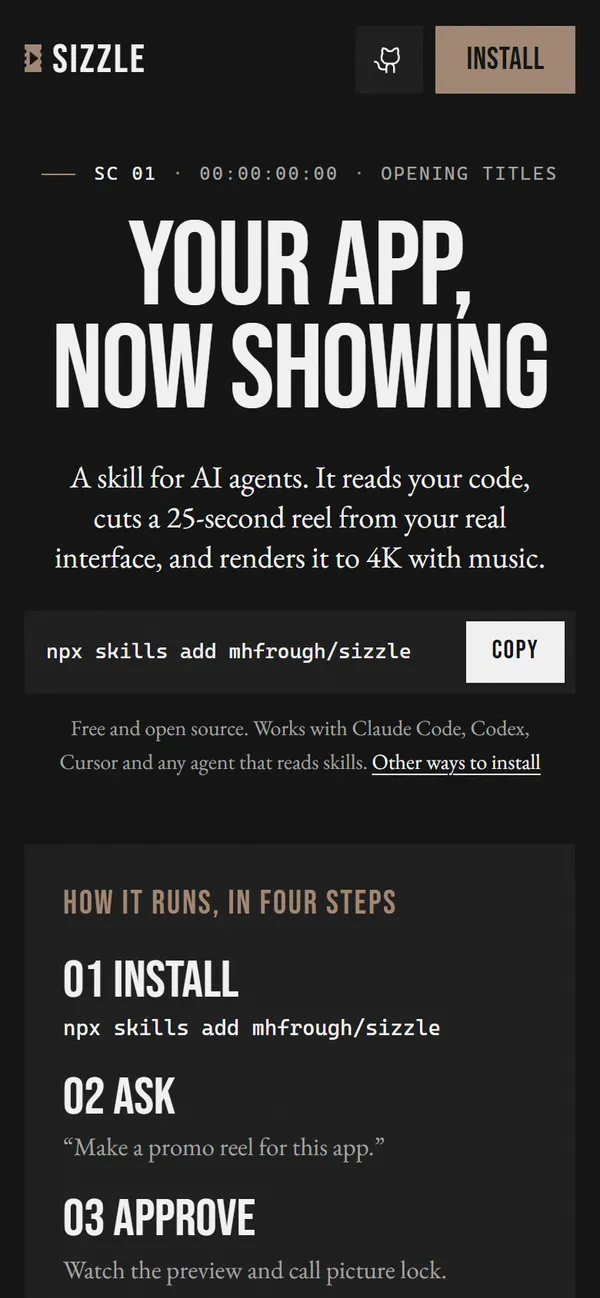 SIZZLE
INSTALL
SC 01 · 00:00:00:00 · OPENING TITLES
YOUR APP,
NOW SHOWING
A skill for AI agents. It reads your code,
cuts a 25-second reel from your real
interface, and renders it to 4K with music.
npx skills add mhfrough/sizzle
COPY
Free and open source. Works with Claude Code, Codex,
Cursor and any agent that reads skills. Other ways to install
HOW IT RUNS, IN FOUR STEPS
01 INSTALL
npx skills add mhfrough/sizzle
02 ASK
“Make a promo reel for this app.”
03 APPROVE
Watch the preview and call picture lock.